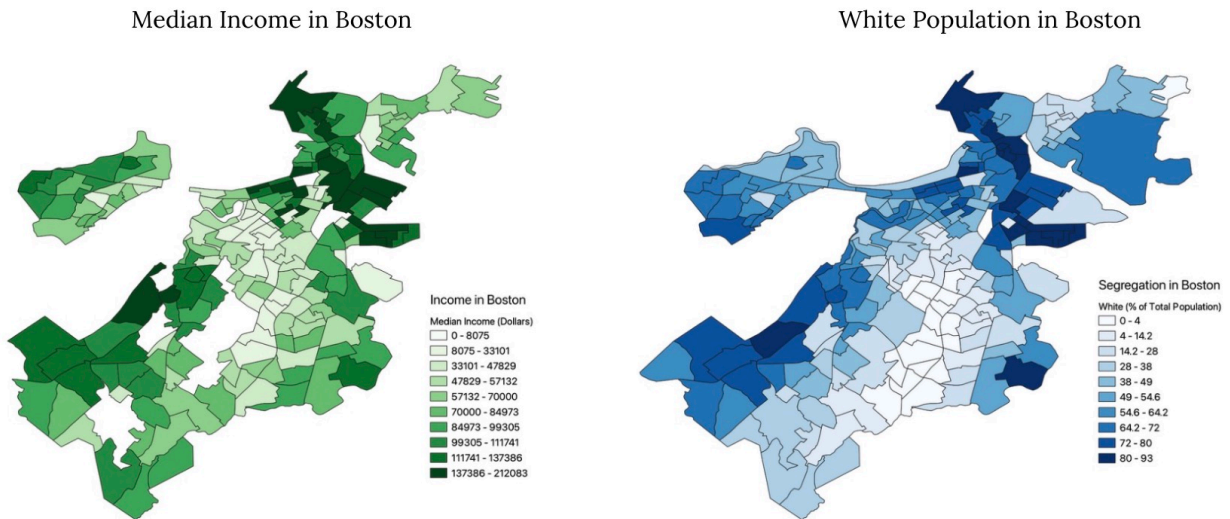 Median Income in Boston
White Population in Boston
Income in Boston
Median Income (Dollars)
0 - 8075
8075 - 33101
33101 - 47829
47829 - 57132
57132 - 70000
70000 - 84973
84973 - 99305
99305 - 111741
111741 - 137386
137386 - 212083
Segregation in Boston
White (% of Total Population)
0 - 4
4 - 14.2
14.2 - 28
28 - 38
38 - 49
49 - 54.6
54.6 - 64.2
64.2 - 72
72 - 80
80 - 93